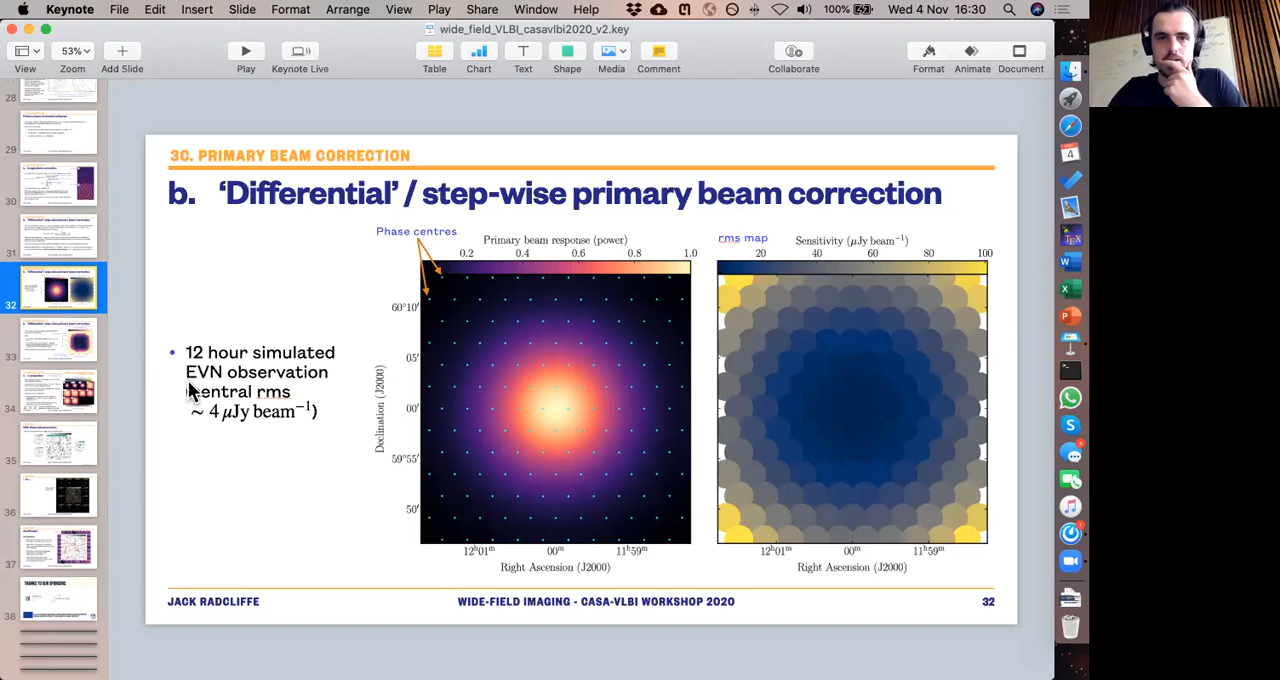 Keynote File Edit Insert Slide Format Arrange View Play Share Window Help 100% Wed 4 Nov 16:30
wide_field_VLBI_casavlbi2020_v2.key
53%
View Zoom Add Slide Play Keynote Live Table Chart Text Shape Media Comment Collaborate Format Animate Document
28
29
30
31
32
33
34
35
36
37
38
THANKS TO OUR SPONSORS
3C. PRIMARY BEAM CORRECTION
b. ‘Differential’ / step-wise primary beam correction
Phase centres
Primary beam response (power)
0.2 0.4 0.6 0.8 1.0
rms map
Sensitivity (μJy beam⁻¹)
20 40 60 80 100
• 12 hour simulated
EVN observation
entral rms
∼ 4 μJy beam⁻¹)
Declination (J2000)
60°10′
05′
00′
59°55′
50′
12ʰ01ᵐ 00ᵐ 11ʰ59ᵐ
Right Ascension (J2000)
12ʰ01ᵐ 00ᵐ 11ʰ59ᵐ
Right Ascension (J2000)
JACK RADCLIFFE WIDE-FIELD IMAGING - CASA-VLBI WORKSHOP 2020 32